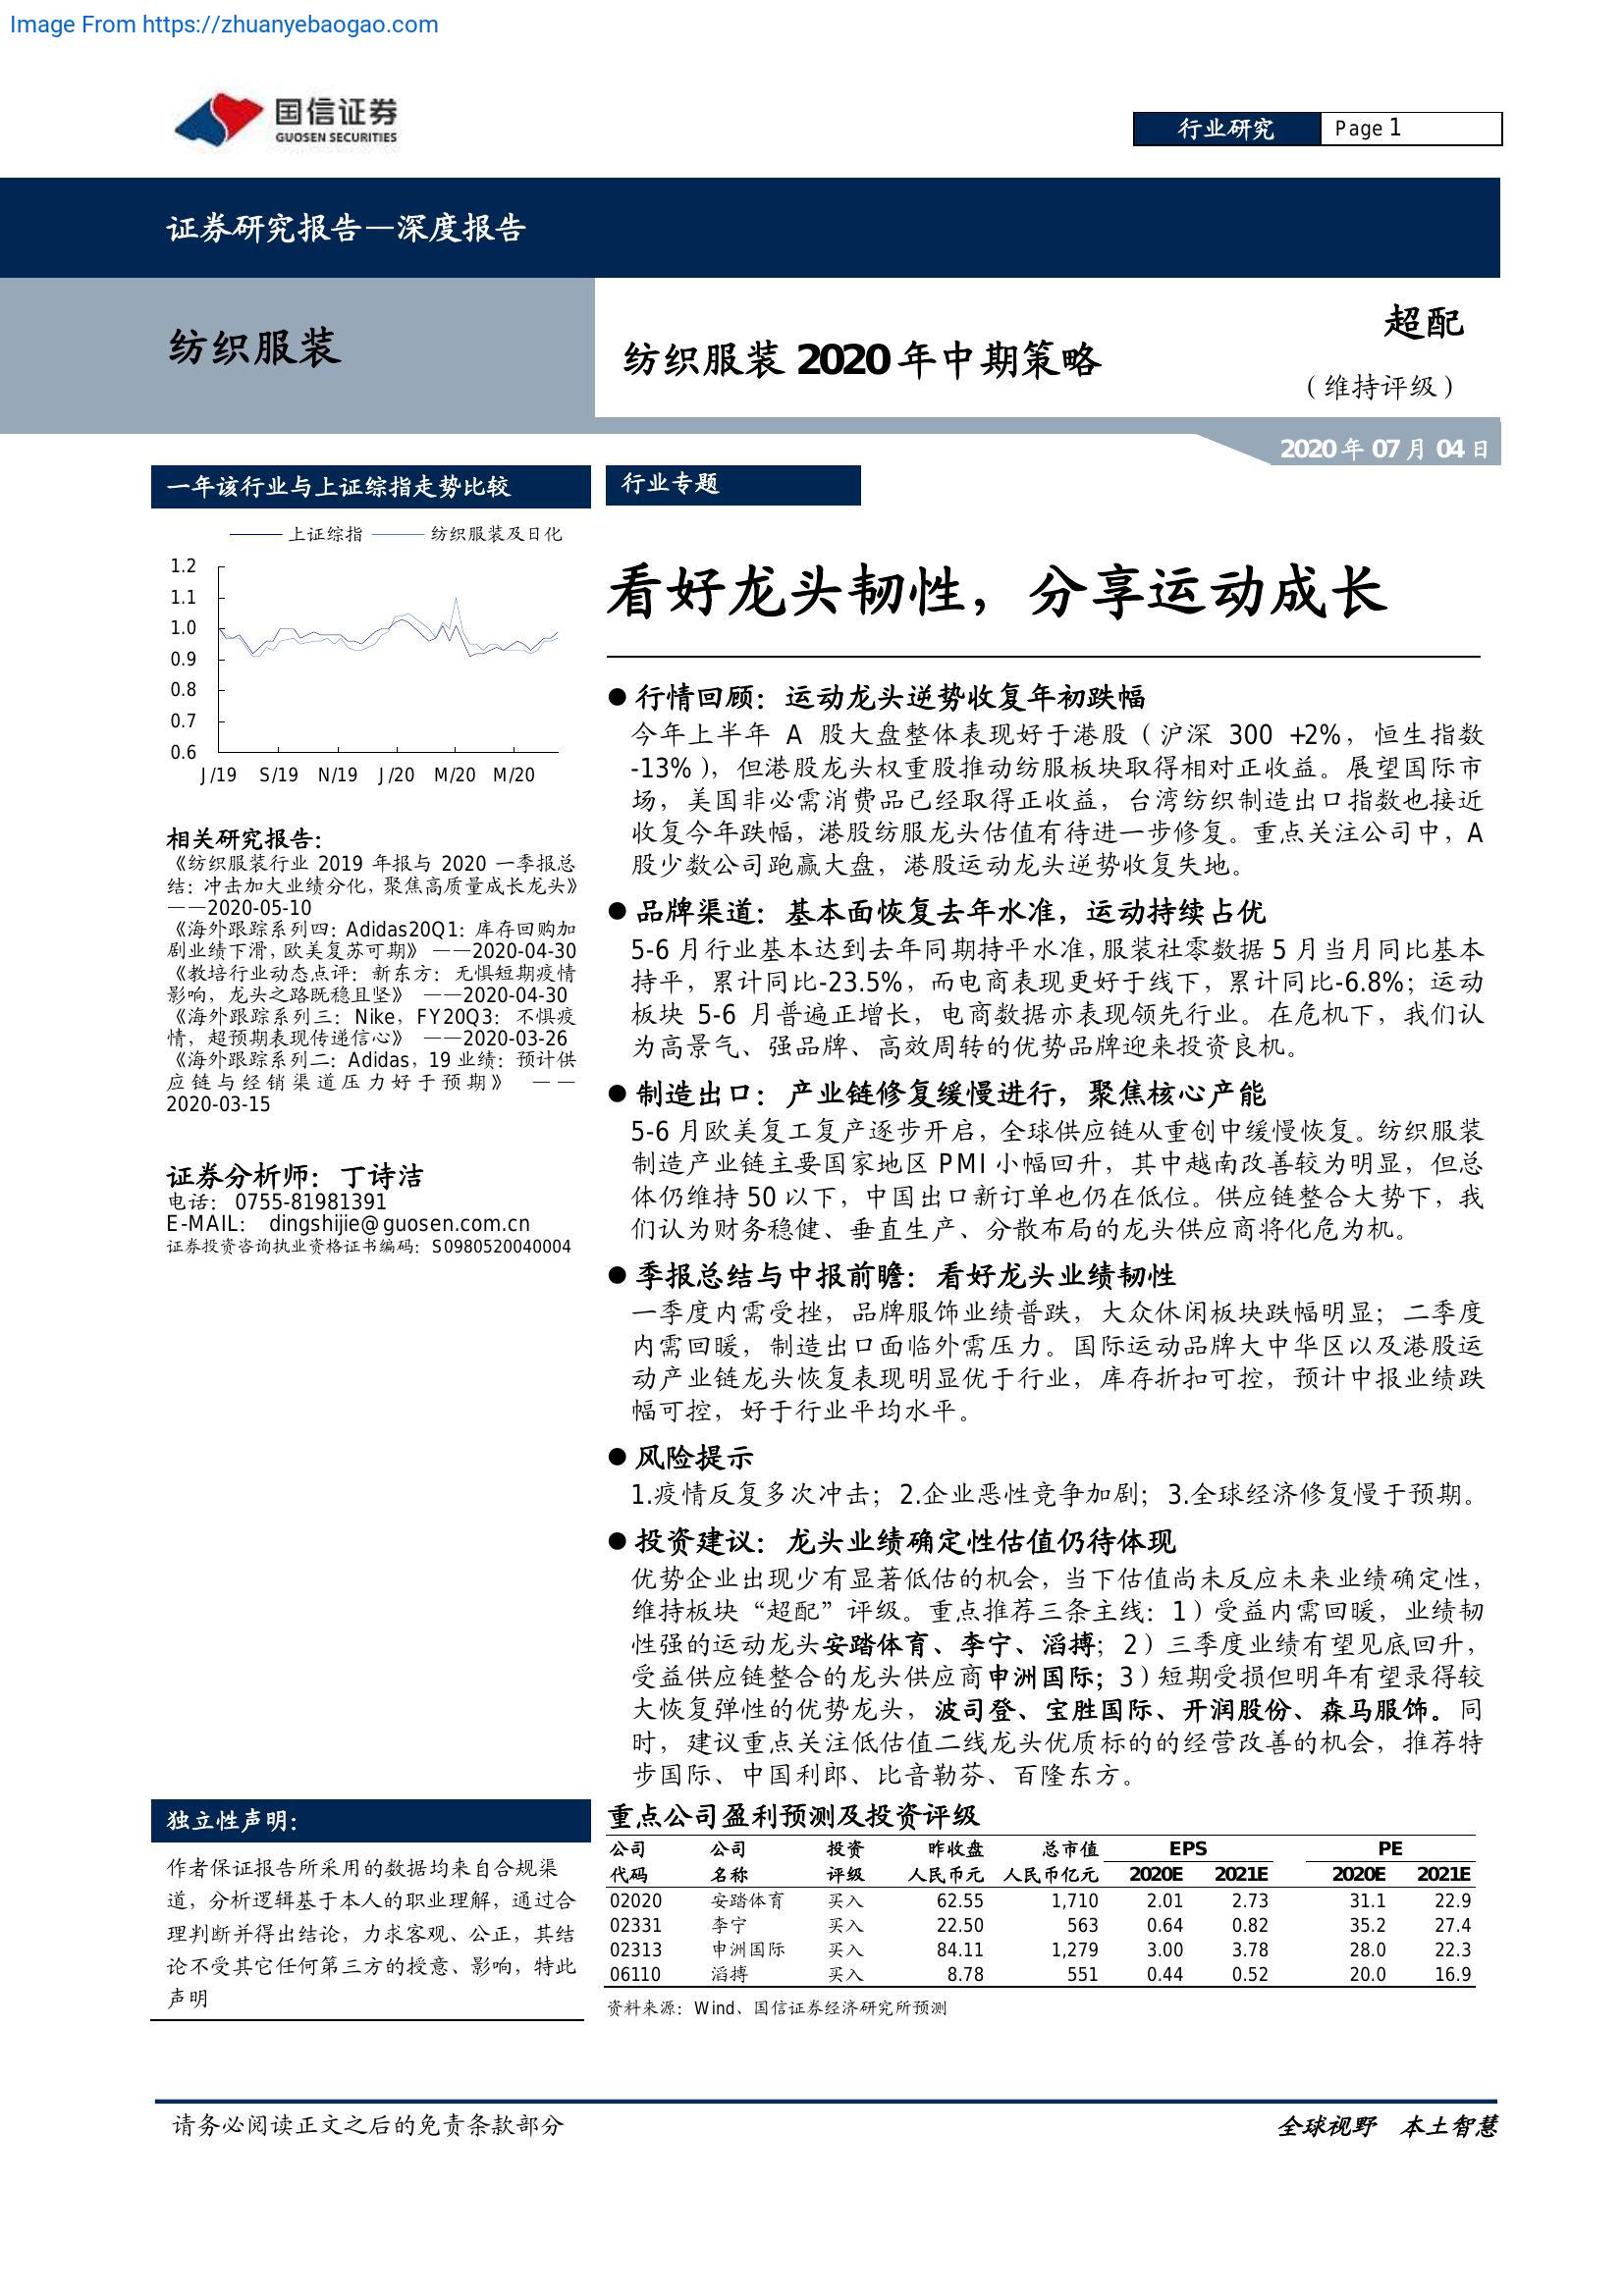 Image From https://zhuanyebaogao.com
国信证券
GUOSEN SECURITIES
行业研究
Page 1
证券研究报告—深度报告
纺织服装
纺织服装 2020 年中期策略
超配
（维持评级）
2020 年 07 月 04 日
一年该行业与上证综指走势比较
上证综指 纺织服装及日化
1.2
1.1
1.0
0.9
0.8
0.7
0.6
J/19 S/19 N/19 J/20 M/20 M/20
相关研究报告：
《纺织服装行业 2019 年报与 2020 一季报总
结：冲击加大业绩分化，聚焦高质量成长龙头》
——2020-05-10
《海外跟踪系列四：Adidas20Q1：库存回购加
剧业绩下滑，欧美复苏可期》 ——2020-04-30
《教培行业动态点评：新东方：无惧短期疫情
影响，龙头之路既稳且坚》 ——2020-04-30
《海外跟踪系列三：Nike，FY20Q3：不惧疫
情，超预期表现传递信心》 ——2020-03-26
《海外跟踪系列二：Adidas，19 业绩：预计供
应链与经销渠道压力好于预期》 ——
2020-03-15
证券分析师：丁诗洁
电话： 0755-81981391
E-MAIL： dingshijie@guosen.com.cn
证券投资咨询执业资格证书编码：S0980520040004
行业专题
看好龙头韧性，分享运动成长
● 行情回顾：运动龙头逆势收复年初跌幅
今年上半年 A 股大盘整体表现好于港股（沪深 300 +2%，恒生指数
-13%），但港股龙头权重股推动纺服板块取得相对正收益。展望国际市
场，美国非必需消费品已经取得正收益，台湾纺织制造出口指数也接近
收复今年跌幅，港股纺服龙头估值有待进一步修复。重点关注公司中，A
股少数公司跑赢大盘，港股运动龙头逆势收复失地。
● 品牌渠道：基本面恢复去年水准，运动持续占优
5-6 月行业基本达到去年同期持平水准，服装社零数据 5 月当月同比基本
持平，累计同比-23.5%，而电商表现更好于线下，累计同比-6.8%；运动
板块 5-6 月普遍正增长，电商数据亦表现领先行业。在危机下，我们认
为高景气、强品牌、高效周转的优势品牌迎来投资良机。
● 制造出口：产业链修复缓慢进行，聚焦核心产能
5-6 月欧美复工复产逐步开启，全球供应链从重创中缓慢恢复。纺织服装
制造产业链主要国家地区 PMI 小幅回升，其中越南改善较为明显，但总
体仍维持 50 以下，中国出口新订单也仍在低位。供应链整合大势下，我
们认为财务稳健、垂直生产、分散布局的龙头供应商将化危为机。
● 季报总结与中报前瞻：看好龙头业绩韧性
一季度内需受挫，品牌服饰业绩普跌，大众休闲板块跌幅明显；二季度
内需回暖，制造出口面临外需压力。国际运动品牌大中华区以及港股运
动产业链龙头恢复表现明显优于行业，库存折扣可控，预计中报业绩跌
幅可控，好于行业平均水平。
● 风险提示
1.疫情反复多次冲击；2.企业恶性竞争加剧；3.全球经济修复慢于预期。
● 投资建议：龙头业绩确定性估值仍待体现
优势企业出现少有显著低估的机会，当下估值尚未反应未来业绩确定性，
维持板块“超配”评级。重点推荐三条主线：1）受益内需回暖，业绩韧
性强的运动龙头安踏体育、李宁、滔搏；2）三季度业绩有望见底回升，
受益供应链整合的龙头供应商申洲国际；3）短期受损但明年有望录得较
大恢复弹性的优势龙头，波司登、宝胜国际、开润股份、森马服饰。同
时，建议重点关注低估值二线龙头优质标的的经营改善的机会，推荐特
步国际、中国利郎、比音勒芬、百隆东方。
独立性声明：
作者保证报告所采用的数据均来自合规渠
道，分析逻辑基于本人的职业理解，通过合
理判断并得出结论，力求客观、公正，其结
论不受其它任何第三方的授意、影响，特此
声明
重点公司盈利预测及投资评级
公司 公司 投资 昨收盘 总市值 EPS PE
代码 名称 评级 人民币元 人民币亿元 2020E 2021E 2020E 2021E
02020 安踏体育 买入 62.55 1,710 2.01 2.73 31.1 22.9
02331 李宁 买入 22.50 563 0.64 0.82 35.2 27.4
02313 申洲国际 买入 84.11 1,279 3.00 3.78 28.0 22.3
06110 滔搏 买入 8.78 551 0.44 0.52 20.0 16.9
资料来源：Wind、国信证券经济研究所预测
请务必阅读正文之后的免责条款部分
全球视野 本土智慧